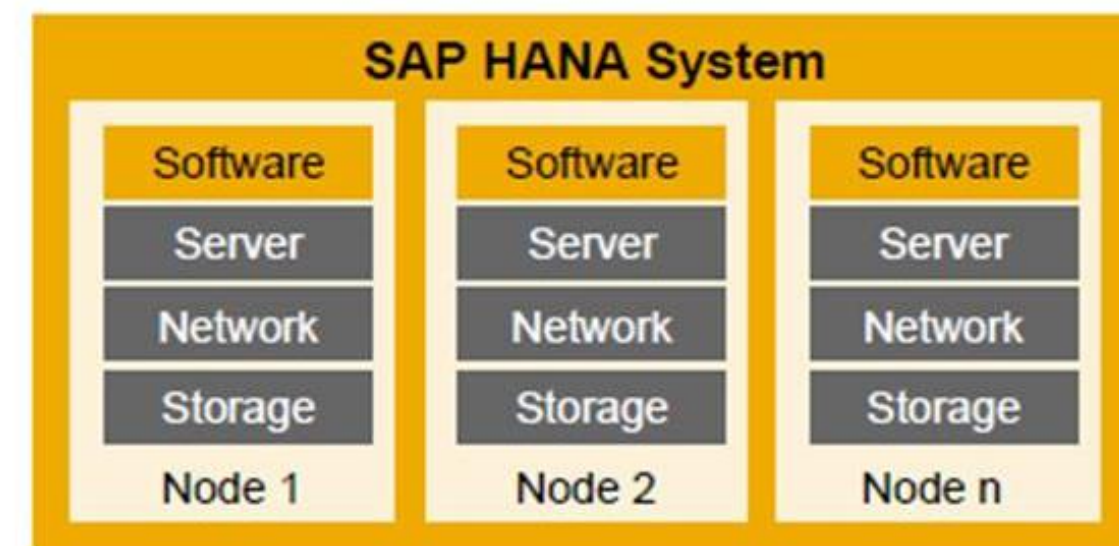 SAP HANA System
Software
Server
Network
Storage
Node 1
Software
Server
Network
Storage
Node 2
Software
Server
Network
Storage
Node n